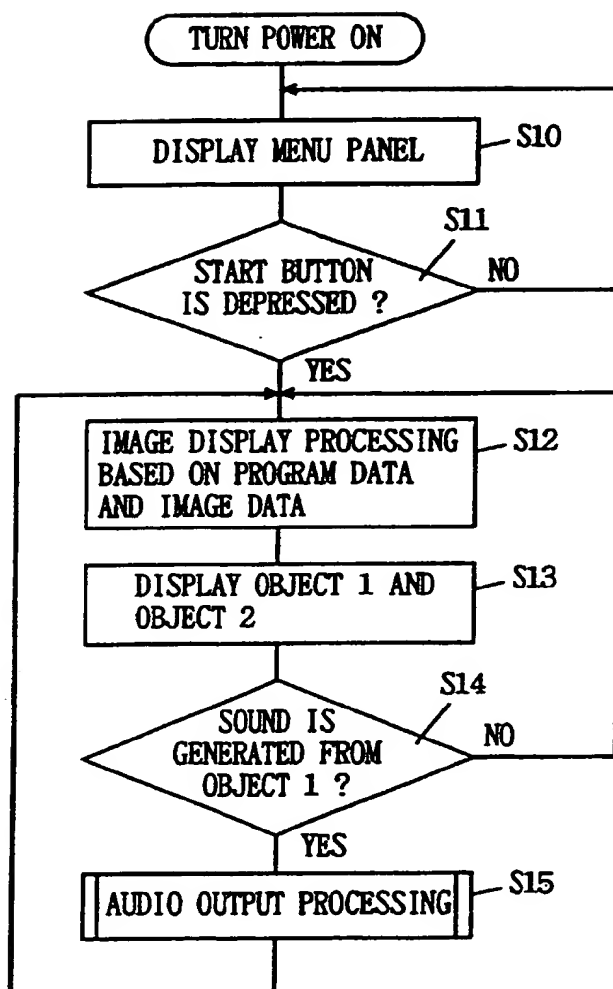 TURN POWER ON
DISPLAY MENU PANEL
S10
S11
START BUTTON
IS DEPRESSED ?
NO
YES
IMAGE DISPLAY PROCESSING
BASED ON PROGRAM DATA
AND IMAGE DATA
S12
DISPLAY OBJECT 1 AND
OBJECT 2
S13
S14
SOUND IS
GENERATED FROM
OBJECT 1 ?
NO
YES
AUDIO OUTPUT PROCESSING
S15